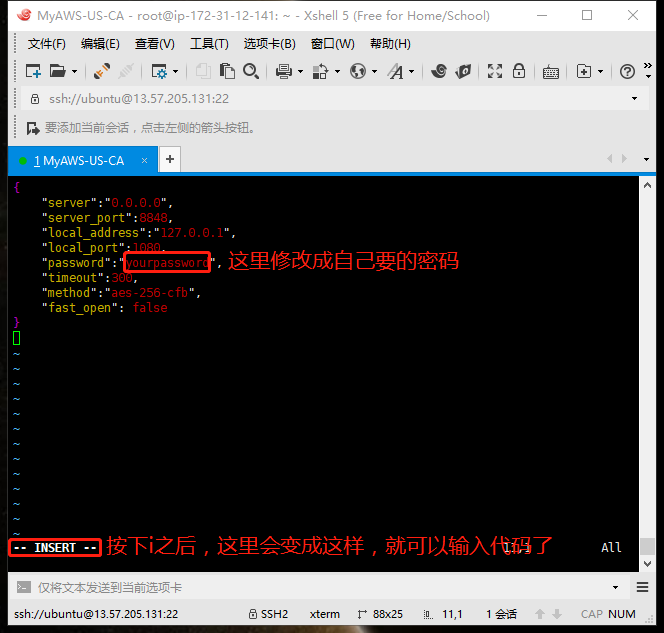 MyAWS-US-CA - root@ip-172-31-12-141: ~ - Xshell 5 (Free for Home/School)
文件(F) 编辑(E) 查看(V) 工具(T) 选项卡(B) 窗口(W) 帮助(H)
ssh://ubuntu@13.57.205.131:22
要添加当前会话，点击左侧的箭头按钮。
1 MyAWS-US-CA × +
{
"server":"0.0.0.0",
"server_port":8848,
"local_address":"127.0.0.1",
"local_port":1080,
"password":"yourpassword", 这里修改成自己要的密码
"timeout":300,
"method":"aes-256-cfb",
"fast_open": false
}
~
~
~
~
~
~
~
~
~
~
~
~
~
-- INSERT -- 按下i之后，这里会变成这样，就可以输入代码了 11,1 All
仅将文本发送到当前选项卡
ssh://ubuntu@13.57.205.131:22 SSH2 xterm 88x25 11,1 1 会话 CAP NUM